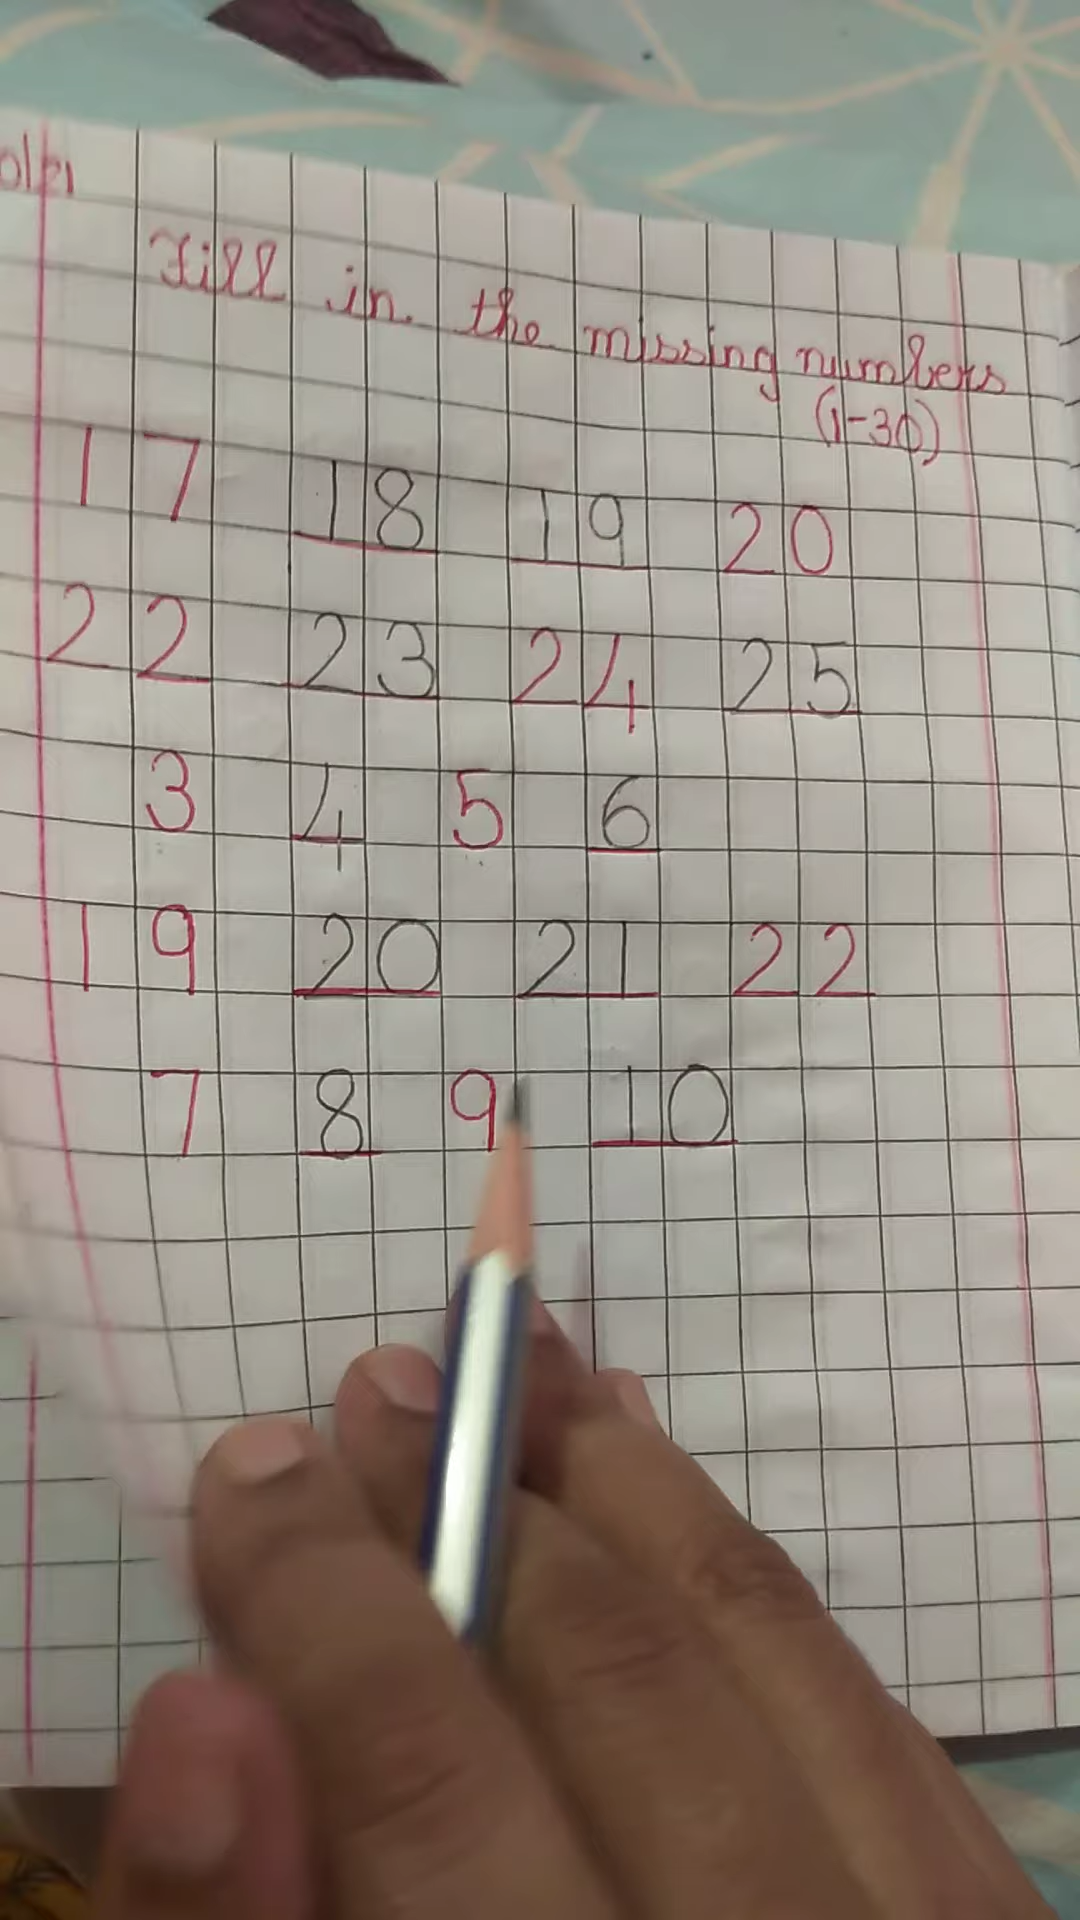 Fill in the missing numbers
(1-30)
17 18 19 20
22 23 24 25
3 4 5 6
19 20 21 22
7 8 9 10